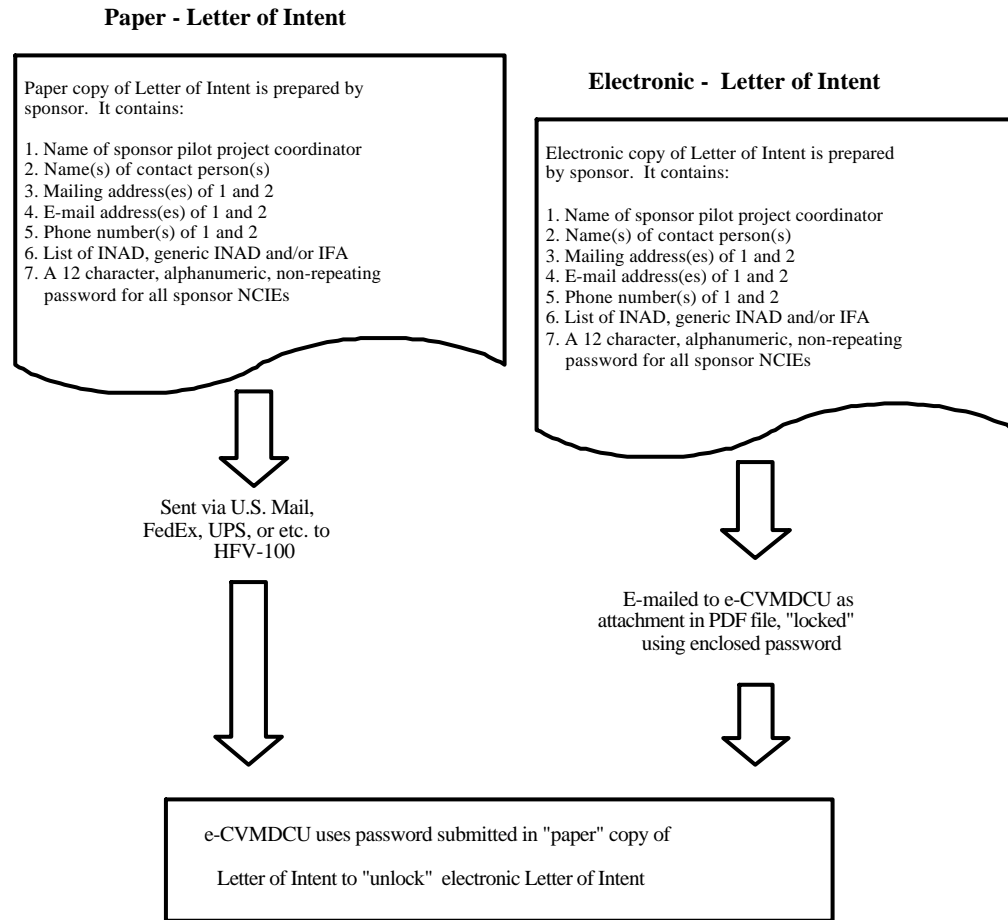 Paper - Letter of Intent
Paper copy of Letter of Intent is prepared by
sponsor. It contains:
1. Name of sponsor pilot project coordinator
2. Name(s) of contact person(s)
3. Mailing address(es) of 1 and 2
4. E-mail address(es) of 1 and 2
5. Phone number(s) of 1 and 2
6. List of INAD, generic INAD and/or IFA
7. A 12 character, alphanumeric, non-repeating
password for all sponsor NCIEs
Sent via U.S. Mail,
FedEx, UPS, or etc. to
HFV-100
Electronic - Letter of Intent
Electronic copy of Letter of Intent is prepared
by sponsor. It contains:
1. Name of sponsor pilot project coordinator
2. Name(s) of contact person(s)
3. Mailing address(es) of 1 and 2
4. E-mail address(es) of 1 and 2
5. Phone number(s) of 1 and 2
6. List of INAD, generic INAD and/or IFA
7. A 12 character, alphanumeric, non-repeating
password for all sponsor NCIEs
E-mailed to e-CVMDCU as
attachment in PDF file, "locked"
using enclosed password
e-CVMDCU uses password submitted in "paper" copy of
Letter of Intent to "unlock" electronic Letter of Intent